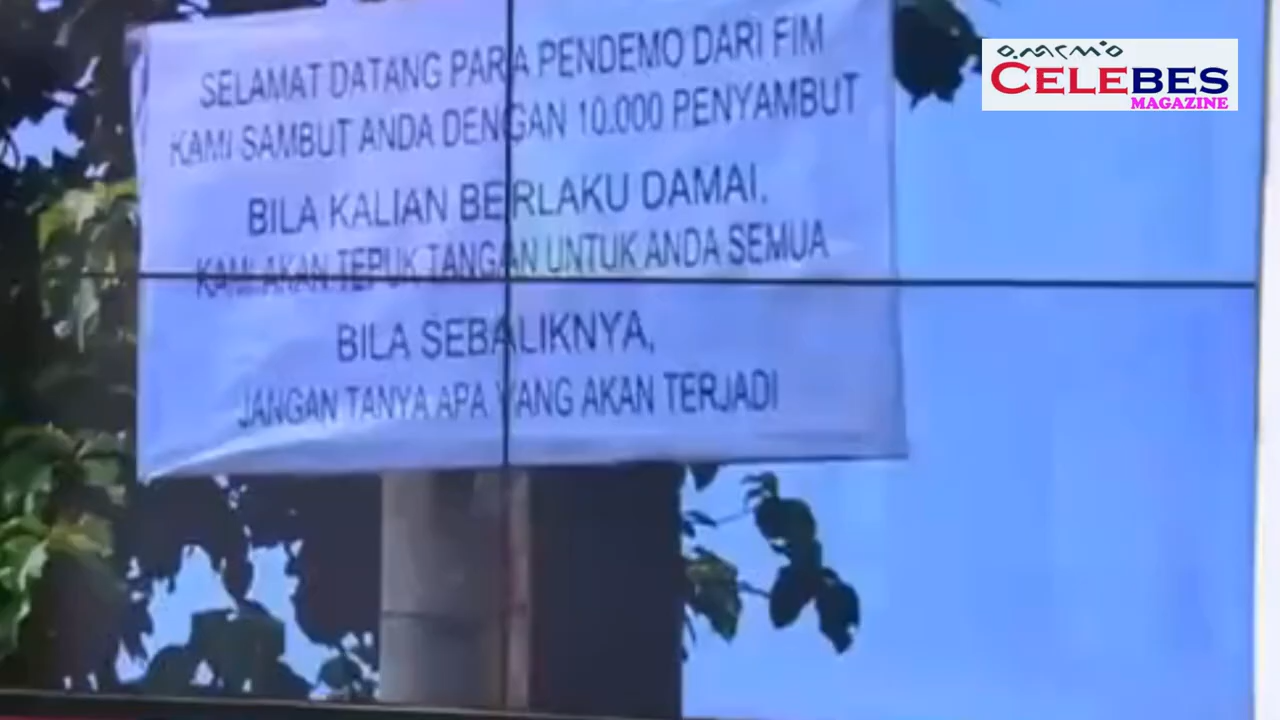 SELAMAT DATANG PARA PENDEMO DARI FIM
KAMI SAMBUT ANDA DENGAN 10.000 PENYAMBUT
BILA KALIAN BERLAKU DAMAI,
KAMI AKAN TEPUK TANGAN UNTUK ANDA SEMUA
BILA SEBALIKNYA,
JANGAN TANYA APA YANG AKAN TERJADI
CELEBES
MAGAZINE